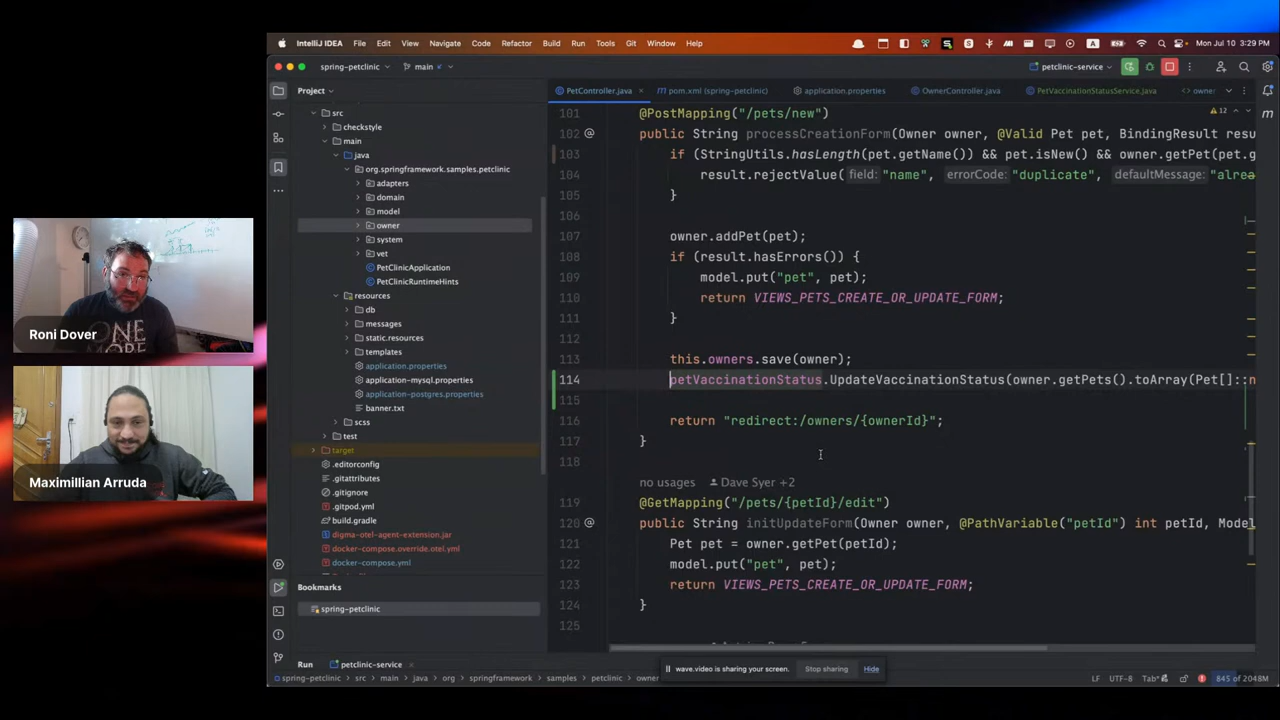 IntelliJ IDEA File Edit View Navigate Code Refactor Build Run Tools Git Window Help
Mon Jul 10 3:29 PM
spring-petclinic main
petclinic-service
Project
PetController.java pom.xml (spring-petclinic) application.properties OwnerController.java PetVaccinationStatusService.java owne
src
checkstyle
main
java
org.springframework.samples.petclinic
adapters
domain
model
owner
system
vet
PetClinicApplication
PetClinicRuntimeHints
resources
db
messages
static.resources
templates
application.properties
application-mysql.properties
application-postgres.properties
banner.txt
scss
test
target
.editorconfig
.gitattributes
.gitignore
.gitpod.yml
build.gradle
digma-otel-agent-extension.jar
docker-compose.override.otel.yml
docker-compose.yml
Bookmarks
spring-petclinic
12
101 @PostMapping("/pets/new")
102 public String processCreationForm(Owner owner, @Valid Pet pet, BindingResult resu
103 if (StringUtils.hasLength(pet.getName()) && pet.isNew() && owner.getPet(pet.g
104 result.rejectValue( field: "name", errorCode: "duplicate", defaultMessage: "alrea
105 }
106
107 owner.addPet(pet);
108 if (result.hasErrors()) {
109 model.put("pet", pet);
110 return VIEWS_PETS_CREATE_OR_UPDATE_FORM;
111 }
112
113 this.owners.save(owner);
114 petVaccinationStatus.UpdateVaccinationStatus(owner.getPets().toArray(Pet[]::n
115
116 return "redirect:/owners/{ownerId}";
117 }
118
no usages Dave Syer +2
119 @GetMapping("/pets/{petId}/edit")
120 public String initUpdateForm(Owner owner, @PathVariable("petId") int petId, Model
121 Pet pet = owner.getPet(petId);
122 model.put("pet", pet);
123 return VIEWS_PETS_CREATE_OR_UPDATE_FORM;
124 }
125
Run petclinic-service
wave.video is sharing your screen. Stop sharing Hide
spring-petclinic src main java org springframework samples petclinic owne
LF UTF-8 Tab* 845 of 2048M
ONE
MORE
Roni Dover
Maximillian Arruda